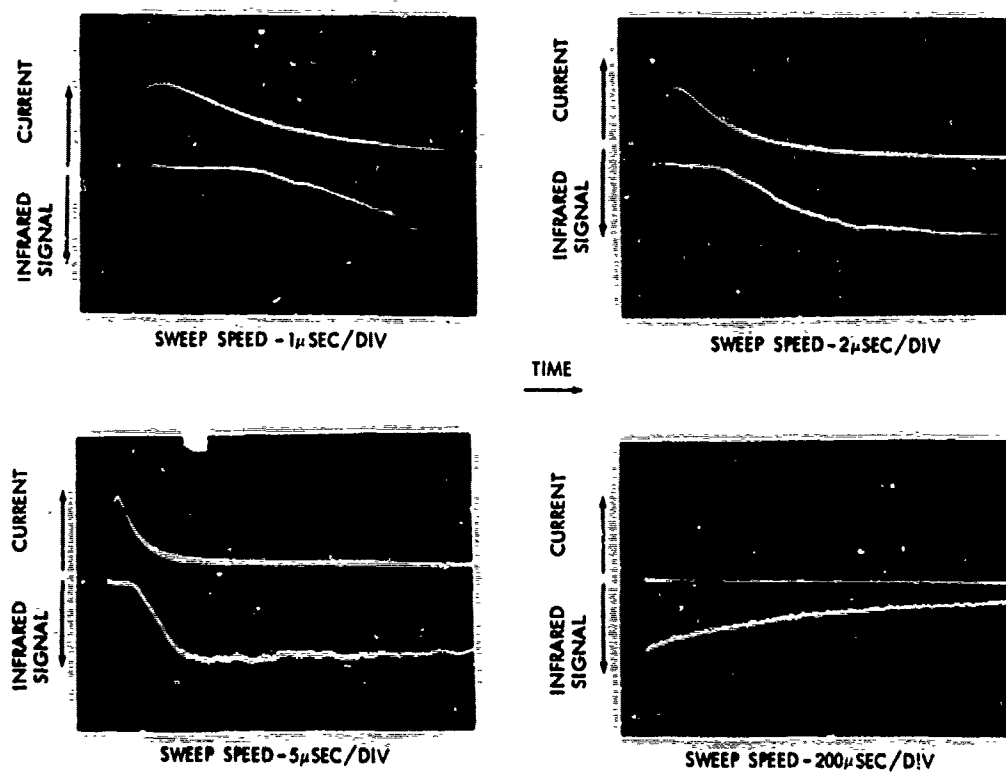 CURRENT
INFRARED
SIGNAL
SWEEP SPEED - 1μSEC/DIV
CURRENT
INFRARED
SIGNAL
SWEEP SPEED - 2μSEC/DIV
TIME
CURRENT
INFRARED
SIGNAL
SWEEP SPEED - 5μSEC/DIV
CURRENT
INFRARED
SIGNAL
SWEEP SPEED - 200μSEC/DIV